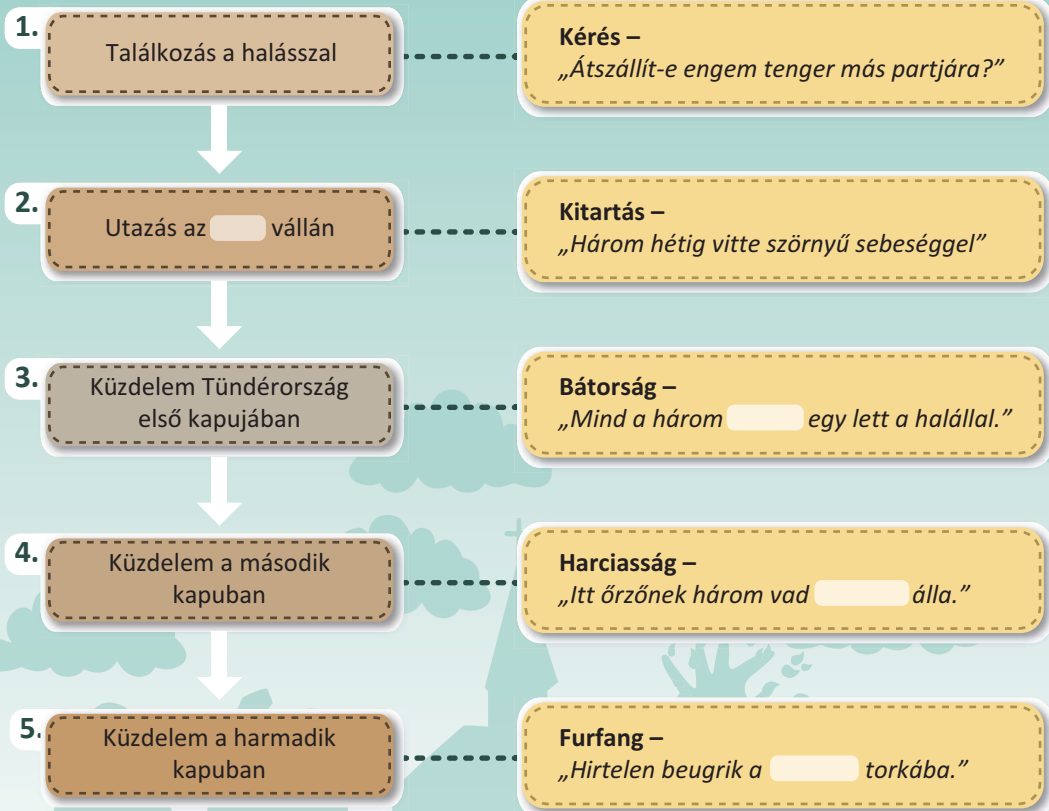 1.
Találkozás a halásszal
Kérés –
„Átszállít-e engem tenger más partjára?”
2.
Utazás az vállán
Kitartás –
„Három hétig vitte szörnyű sebeséggel”
3.
Küzdelem Tündérország
első kapujában
Bátorság –
„Mind a három egy lett a halállal.”
4.
Küzdelem a második
kapuban
Harciasság –
„Itt őrzőnek három vad álla.”
5.
Küzdelem a harmadik
kapuban
Furfang –
„Hirtelen beugrik a torkába.”